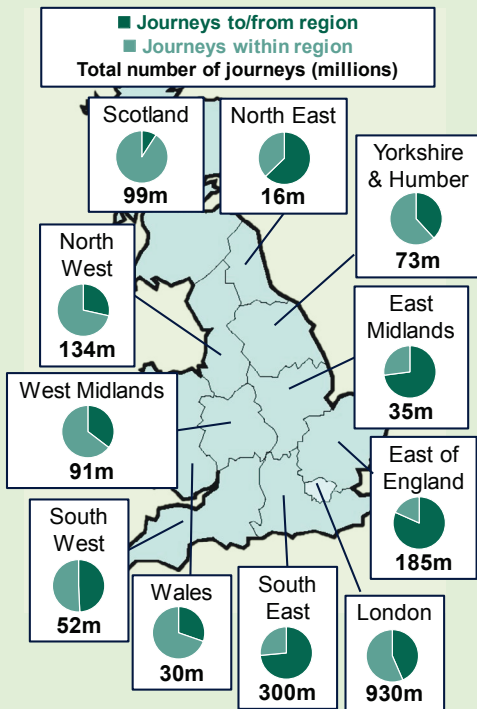 Journeys to/from region
Journeys within region
Total number of journeys (millions)
Scotland
99m
North East
16m
Yorkshire
& Humber
73m
North
West
134m
East
Midlands
35m
West Midlands
91m
East of
England
185m
South
West
52m
Wales
30m
South
East
300m
London
930m